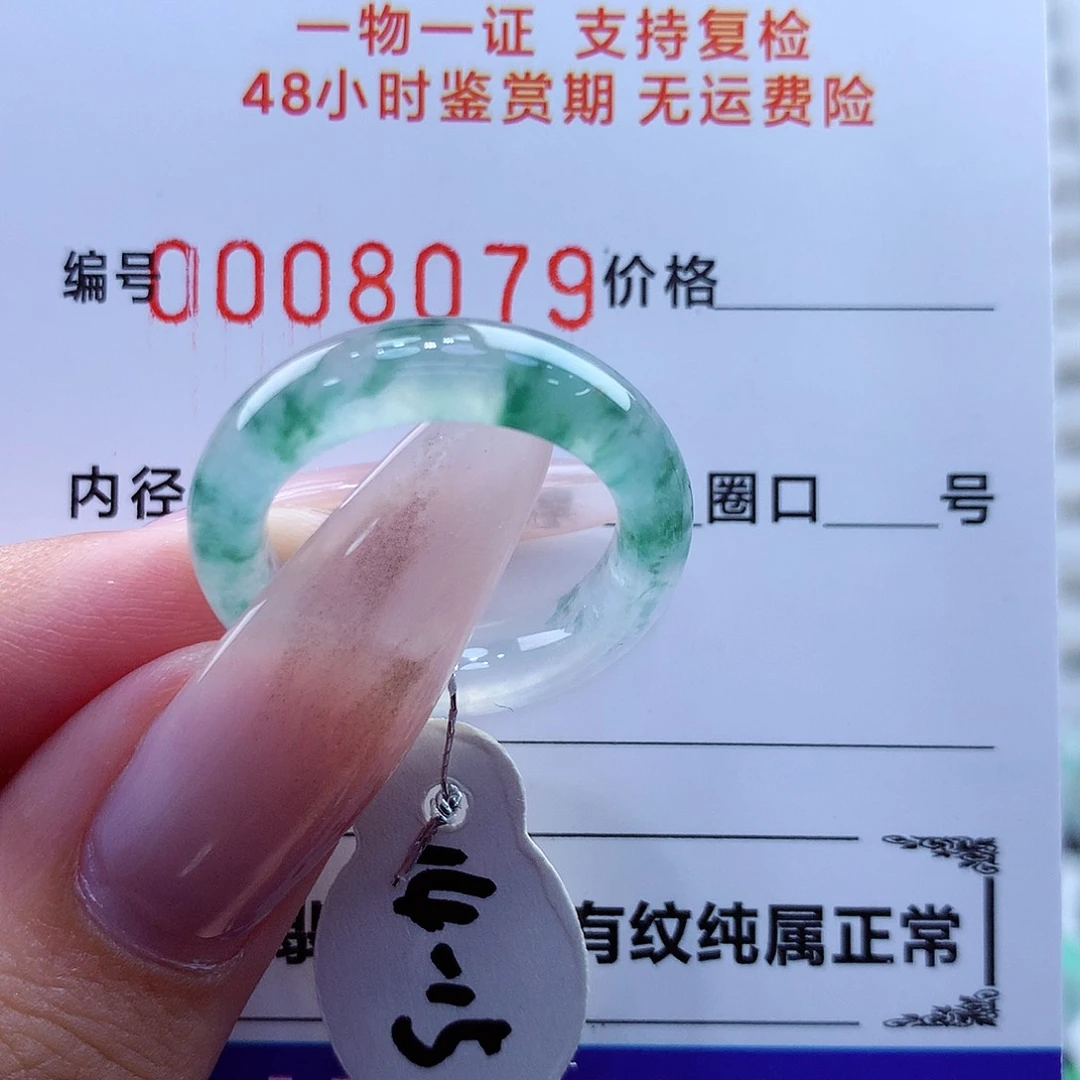 一物一证 支持复检
48小时鉴赏期 无运费险
编号0008079价格
内径
圈口
号
有纹纯属正常
14-15